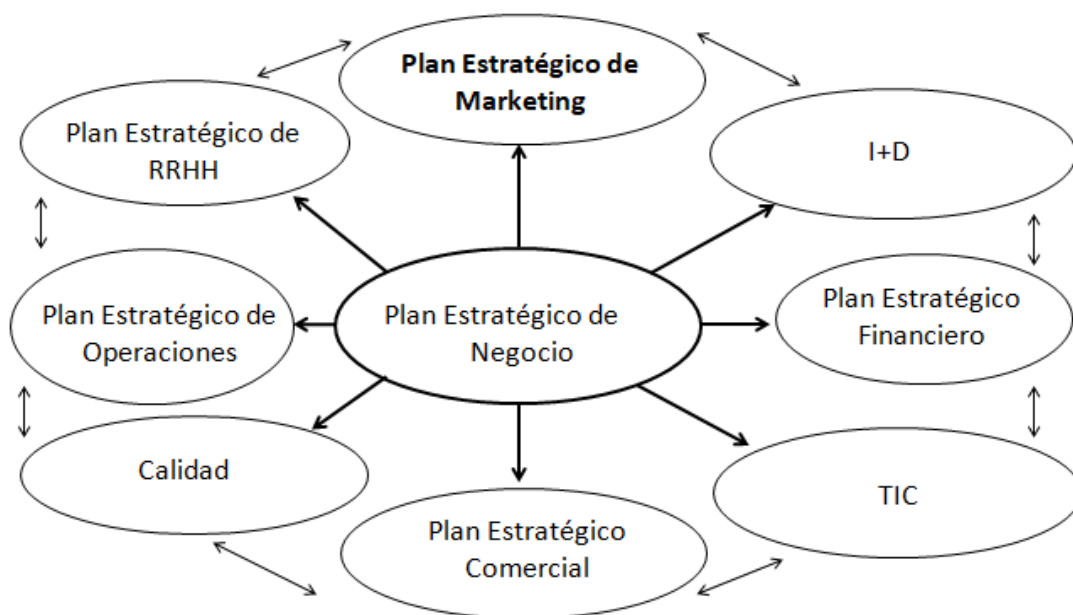 Plan Estratégico de
Marketing
Plan Estratégico de
RRHH
I+D
Plan Estratégico de
Operaciones
Plan Estratégico de
Negocio
Plan Estratégico
Financiero
Calidad
TIC
Plan Estratégico
Comercial